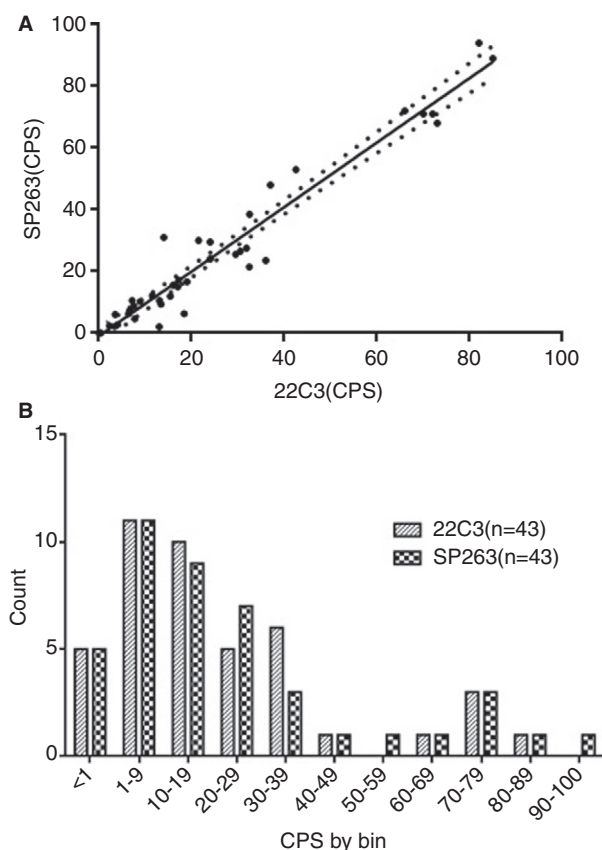 A
100
80
60
40
20
0
SP263(CPS)
0 20 40 60 80 100
22C3(CPS)
B
15
10
5
0
Count
22C3(n=43)
SP263(n=43)
<1 1-9 10-19 20-29 30-39 40-49 50-59 60-69 70-79 80-89 90-100
CPS by bin